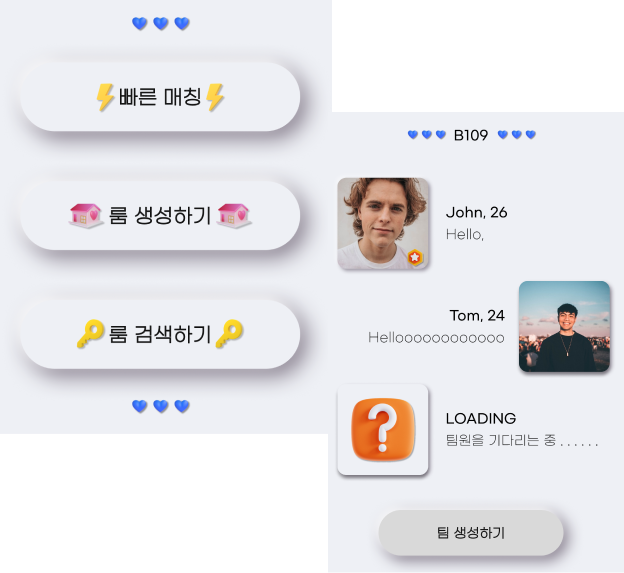 빠른 매칭
룸 생성하기
룸 검색하기
B109
John, 26
Hello,
Tom, 24
Hellooooooooooooo
LOADING
팀원을 기다리는 중 . . . . . .
팀 생성하기